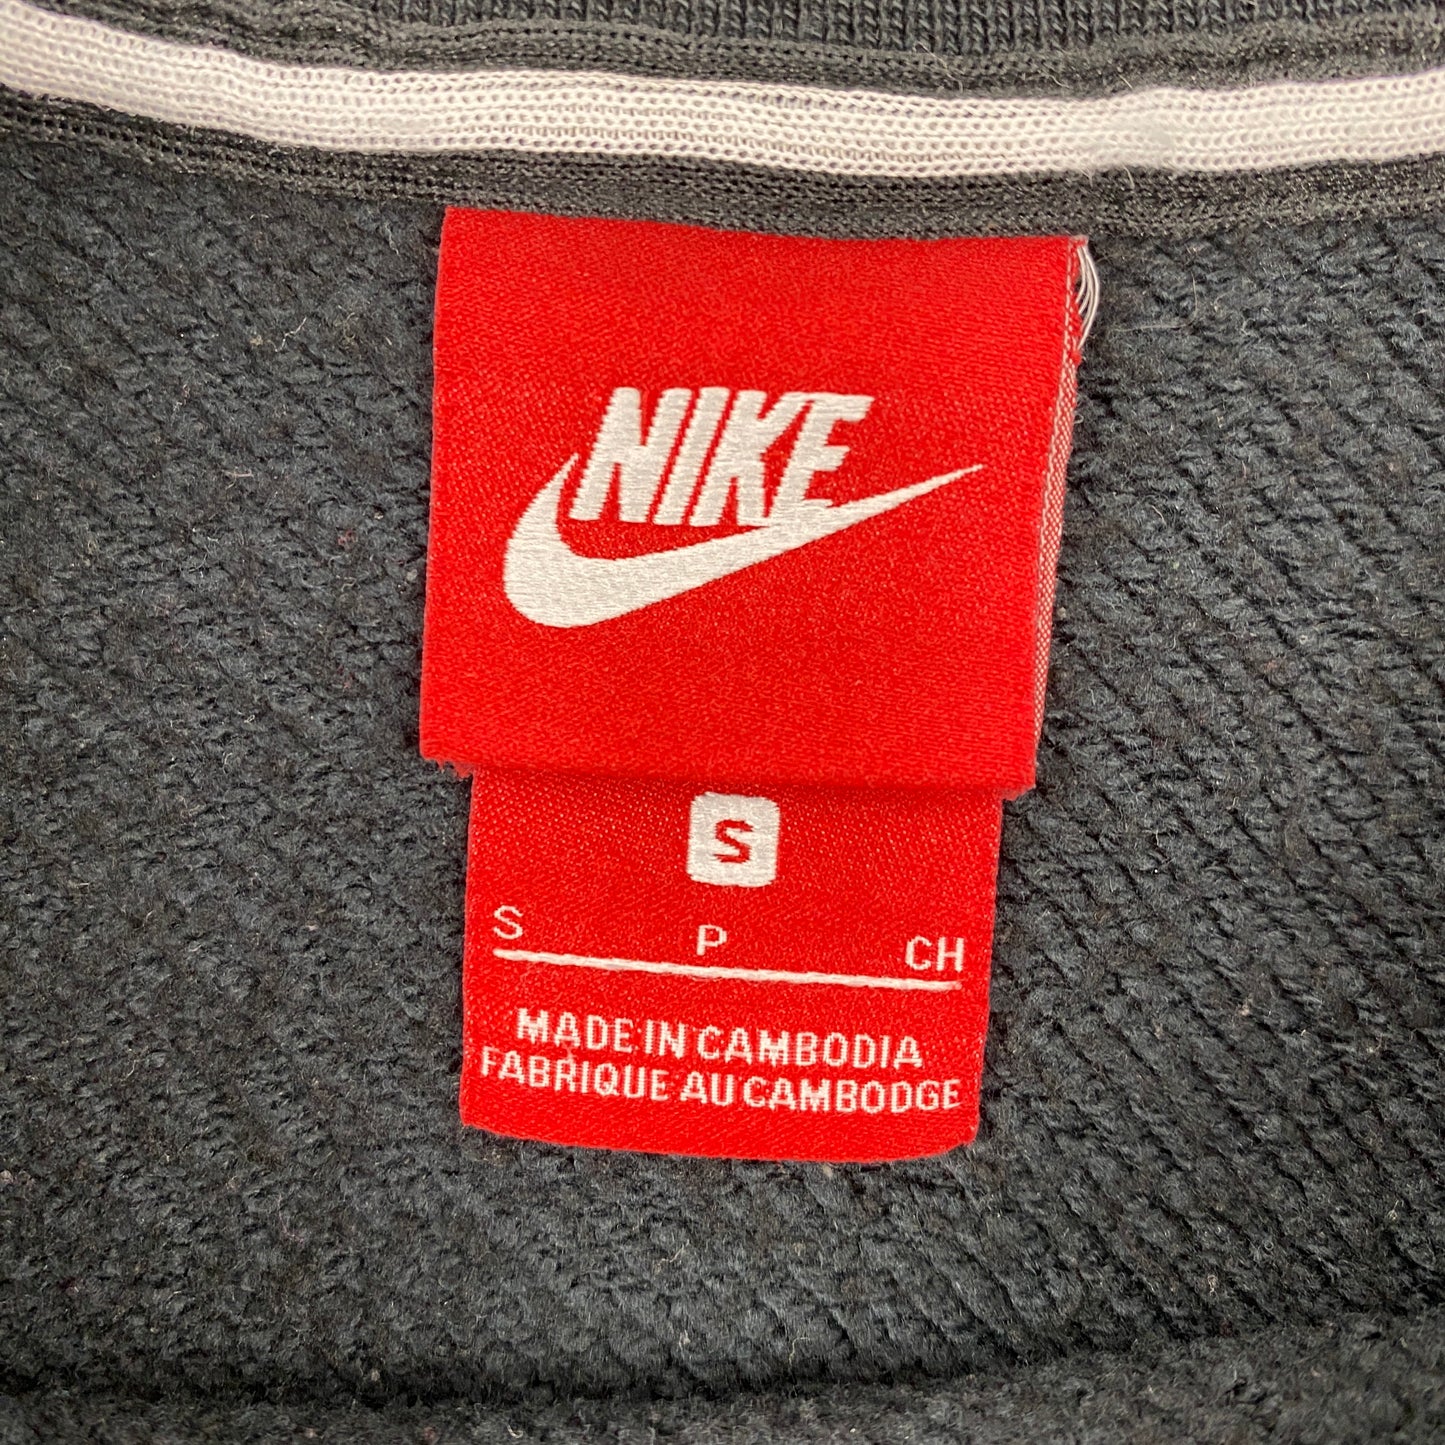 NIKE
S
S P CH
MADE IN CAMBODIA
FABRIQUE AU CAMBODGE